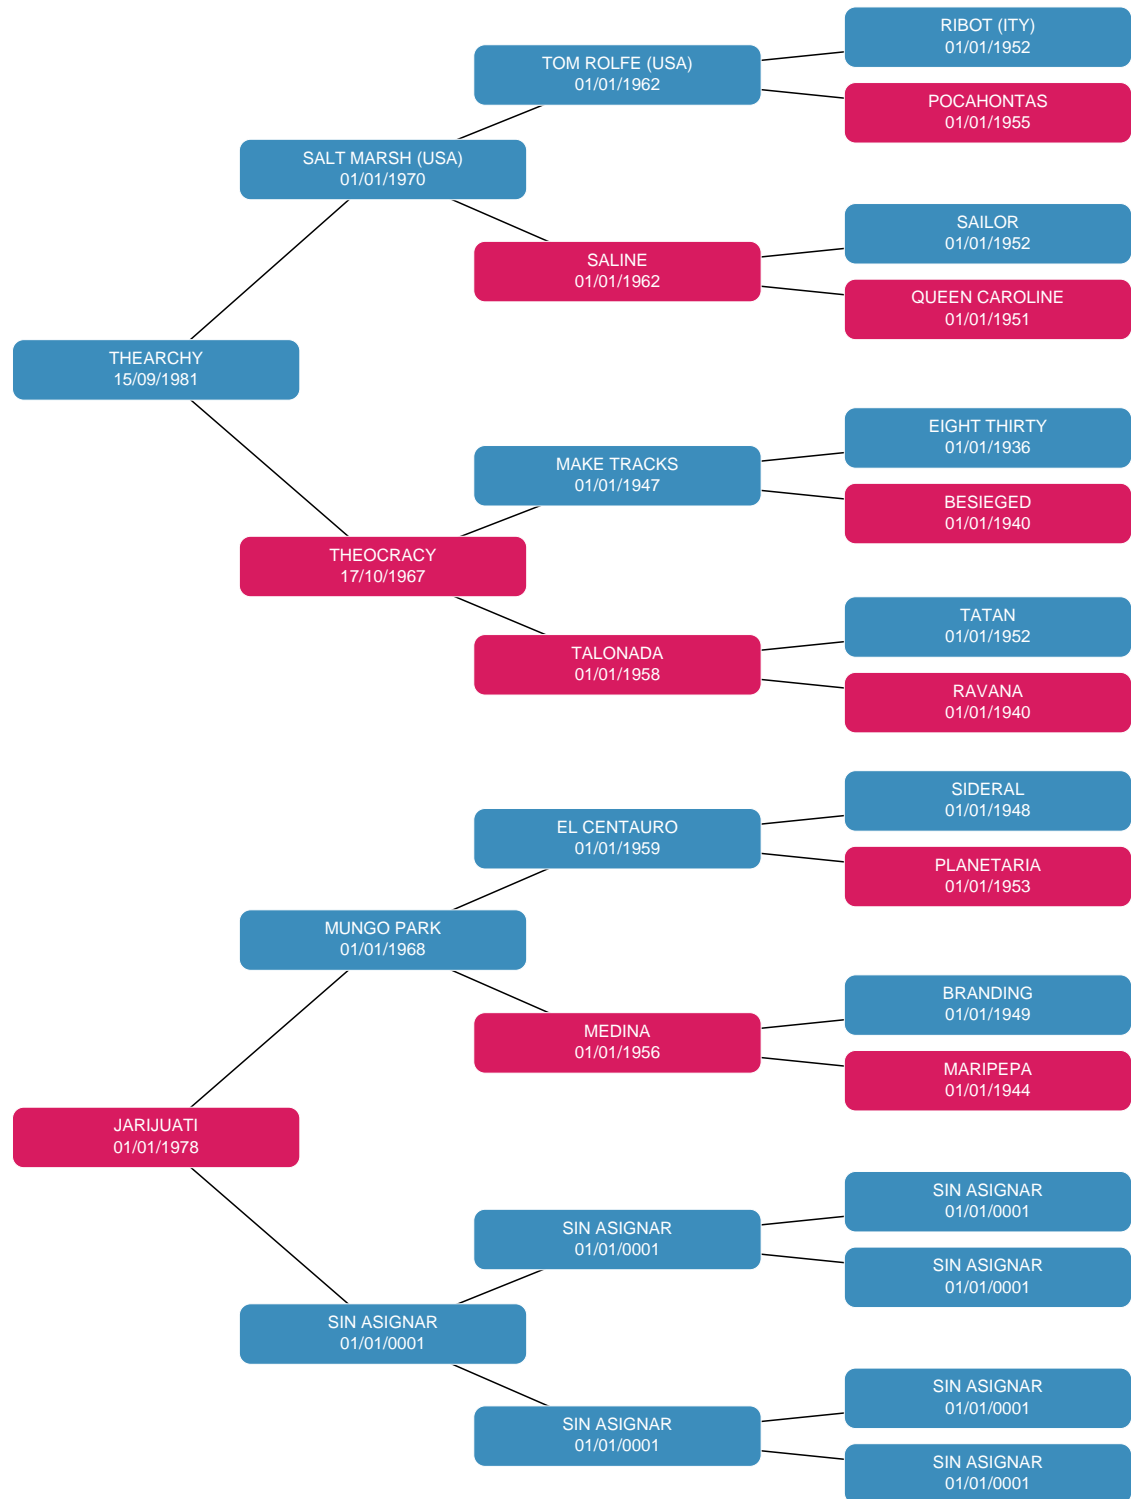 RIBOT (ITY)
01/01/1952
TOM ROLFE (USA)
01/01/1962
POCAHONTAS
01/01/1955
SALT MARSH (USA)
01/01/1970
SAILOR
01/01/1952
SALINE
01/01/1962
QUEEN CAROLINE
01/01/1951
THEARCHY
15/09/1981
EIGHT THIRTY
01/01/1936
MAKE TRACKS
01/01/1947
BESIEGED
01/01/1940
THEOCRACY
17/10/1967
TATAN
01/01/1952
TALONADA
01/01/1958
RAVANA
01/01/1940
SIDERAL
01/01/1948
EL CENTAURO
01/01/1959
PLANETARIA
01/01/1953
MUNGO PARK
01/01/1968
BRANDING
01/01/1949
MEDINA
01/01/1956
MARIPEPA
01/01/1944
JARIJUATI
01/01/1978
SIN ASIGNAR
01/01/0001
SIN ASIGNAR
01/01/0001
SIN ASIGNAR
01/01/0001
SIN ASIGNAR
01/01/0001
SIN ASIGNAR
01/01/0001
SIN ASIGNAR
01/01/0001
SIN ASIGNAR
01/01/0001